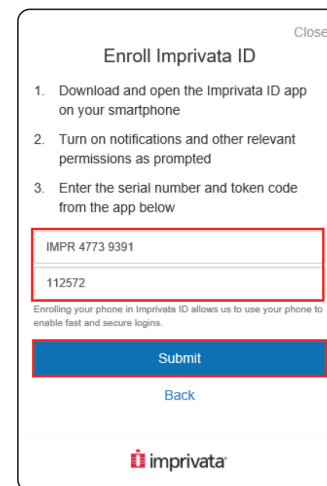 Close
Enroll Imprivata ID
1. Download and open the Imprivata ID app
on your smartphone
2. Turn on notifications and other relevant
permissions as prompted
3. Enter the serial number and token code
from the app below
IMPR 4773 9391
112572
Enrolling your phone in Imprivata ID allows us to use your phone to
enable fast and secure logins.
Submit
Back
imprivata